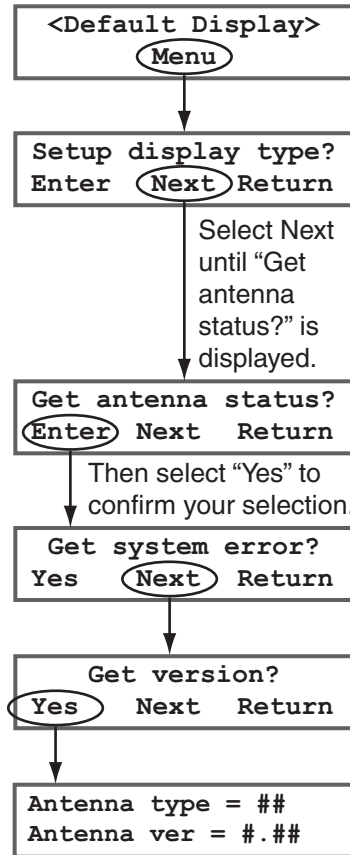 <Default Display>
Menu
Setup display type?
Enter Next Return
Select Next
until “Get
antenna
status?” is
displayed.
Get antenna status?
Enter Next Return
Then select “Yes” to
confirm your selection.
Get system error?
Yes Next Return
Get version?
Yes Next Return
Antenna type = ##
Antenna ver = #.##